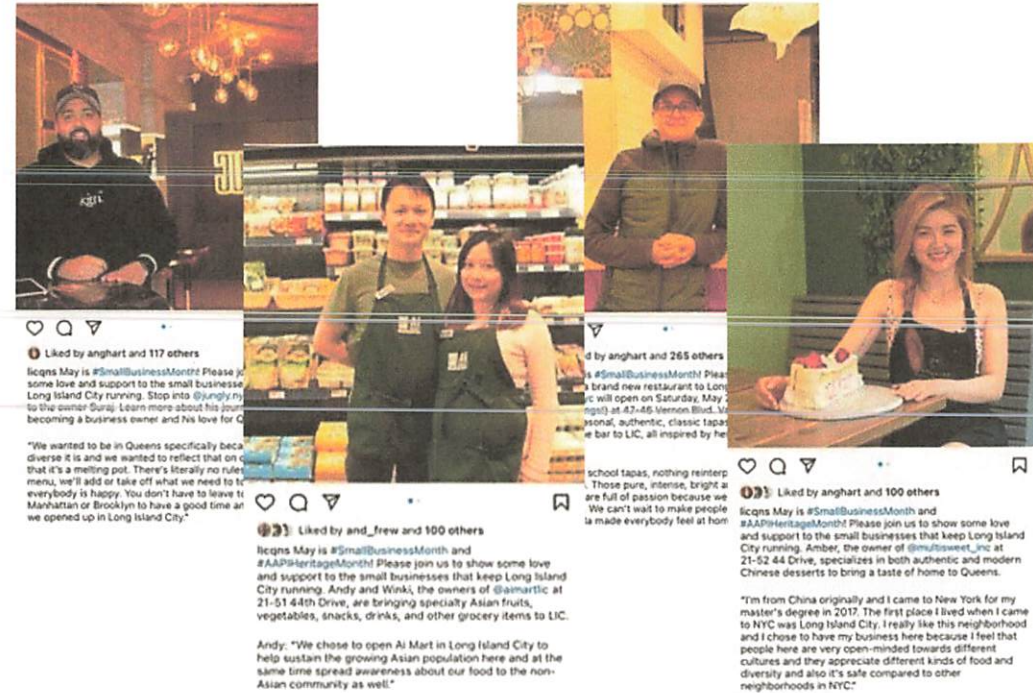 Liked by anghart and 117 others
licqns May is #SmallBusinessMonth! Please jo
some love and support to the small businesse
Long Island City running. Stop into @jungly.ny
to the owner Suraj. Learn more about his jour
becoming a business owner and his love for Q
"We wanted to be in Queens specifically beca
diverse it is and we wanted to reflect that on o
that it's a melting pot. There's literally no rules
menu, we'll add or take off what we need to to
everybody is happy. You don't have to leave to
Manhattan or Brooklyn to have a good time an
we opened up in Long Island City."
Liked by and_frew and 100 others
licqns May is #SmallBusinessMonth and
#AAPIHeritageMonth! Please join us to show some love
and support to the small businesses that keep Long Island
City running. Andy and Winki, the owners of @aimartlic at
21-51 44th Drive, are bringing specialty Asian fruits,
vegetables, snacks, drinks, and other grocery items to LIC.
Andy: "We chose to open Ai Mart in Long Island City to
help sustain the growing Asian population here and at the
same time spread awareness about our food to the non-
Asian community as well."
d by anghart and 265 others
s May is #SmallBusinessMonth! Please
a brand new restaurant to Long
yc will open on Saturday, May 7
ngs!) at 47-46 Vernon Blvd. Va
asonal, authentic, classic tapas
e bar to LIC, all inspired by he
school tapas, nothing reinterp
. Those pure, intense, bright a
are full of passion because we
We can't wait to make people
la made everybody feel at hom
Liked by anghart and 100 others
licqns May is #SmallBusinessMonth and
#AAPIHeritageMonth! Please join us to show some love
and support to the small businesses that keep Long Island
City running. Amber, the owner of @multisweet_inc at
21-52 44 Drive, specializes in both authentic and modern
Chinese desserts to bring a taste of home to Queens.
"I'm from China originally and I came to New York for my
master's degree in 2017. The first place I lived when I came
to NYC was Long Island City. I really like this neighborhood
and I chose to have my business here because I feel that
people here are very open-minded towards different
cultures and they appreciate different kinds of food and
diversity and also it's safe compared to other
neighborhoods in NYC."